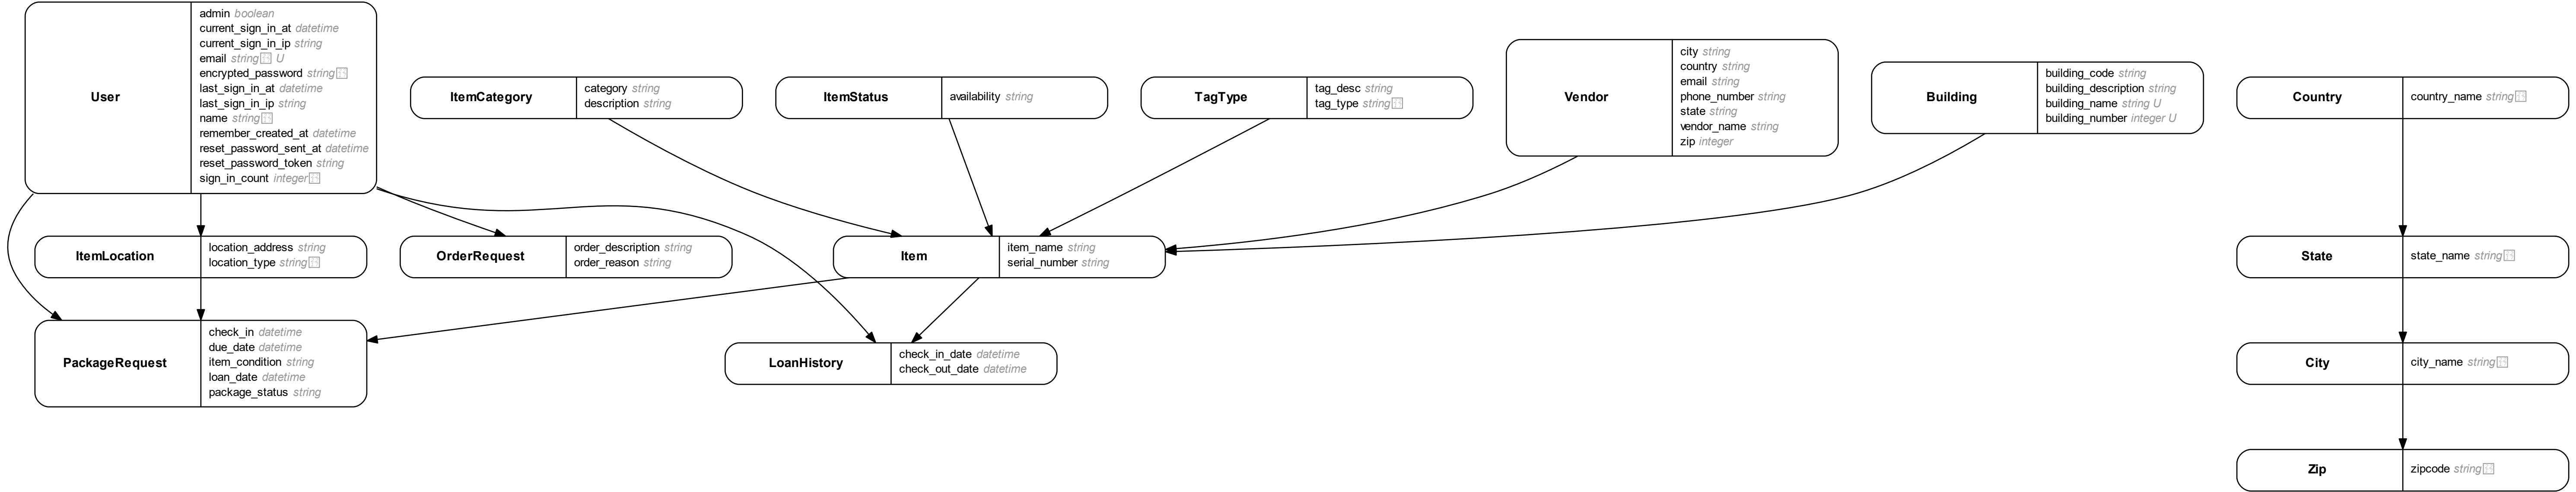 User
admin boolean
current_sign_in_at datetime
current_sign_in_ip string
email string U
encrypted_password string
last_sign_in_at datetime
last_sign_in_ip string
name string
remember_created_at datetime
reset_password_sent_at datetime
reset_password_token string
sign_in_count integer
ItemCategory
category string
description string
ItemStatus
availability string
TagType
tag_desc string
tag_type string
Vendor
city string
country string
email string
phone_number string
state string
vendor_name string
zip integer
Building
building_code string
building_description string
building_name string U
building_number integer U
Country
country_name string
ItemLocation
location_address string
location_type string
OrderRequest
order_description string
order_reason string
Item
item_name string
serial_number string
State
state_name string
PackageRequest
check_in datetime
due_date datetime
item_condition string
loan_date datetime
package_status string
LoanHistory
check_in_date datetime
check_out_date datetime
City
city_name string
Zip
zipcode string